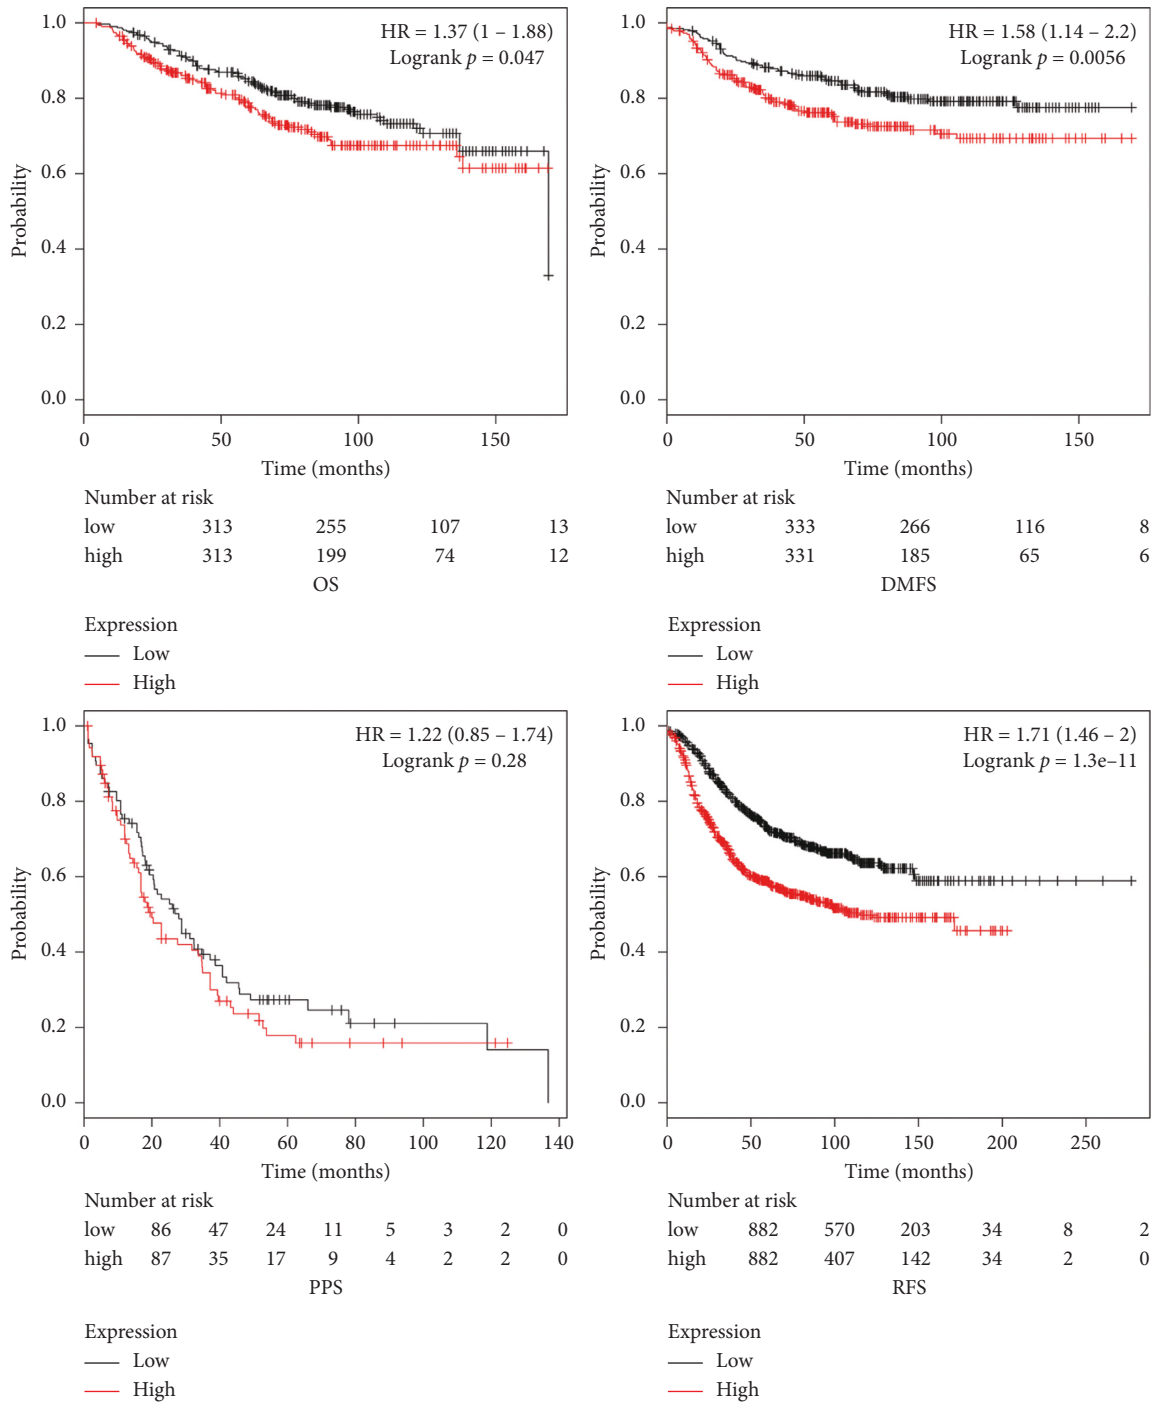 HR = 1.37 (1 – 1.88)
Logrank p = 0.047
Probability
1.0
0.8
0.6
0.4
0.2
0.0
0 50 100 150
Time (months)
Number at risk
low 313 255 107 13
high 313 199 74 12
OS
Expression
Low
High
HR = 1.58 (1.14 – 2.2)
Logrank p = 0.0056
Probability
1.0
0.8
0.6
0.4
0.2
0.0
0 50 100 150
Time (months)
Number at risk
low 333 266 116 8
high 331 185 65 6
DMFS
Expression
Low
High
HR = 1.22 (0.85 – 1.74)
Logrank p = 0.28
Probability
1.0
0.8
0.6
0.4
0.2
0.0
0 20 40 60 80 100 120 140
Time (months)
Number at risk
low 86 47 24 11 5 3 2 0
high 87 35 17 9 4 2 2 0
PPS
Expression
Low
High
HR = 1.71 (1.46 – 2)
Logrank p = 1.3e–11
Probability
1.0
0.8
0.6
0.4
0.2
0.0
0 50 100 150 200 250
Time (months)
Number at risk
low 882 570 203 34 8 2
high 882 407 142 34 2 0
RFS
Expression
Low
High